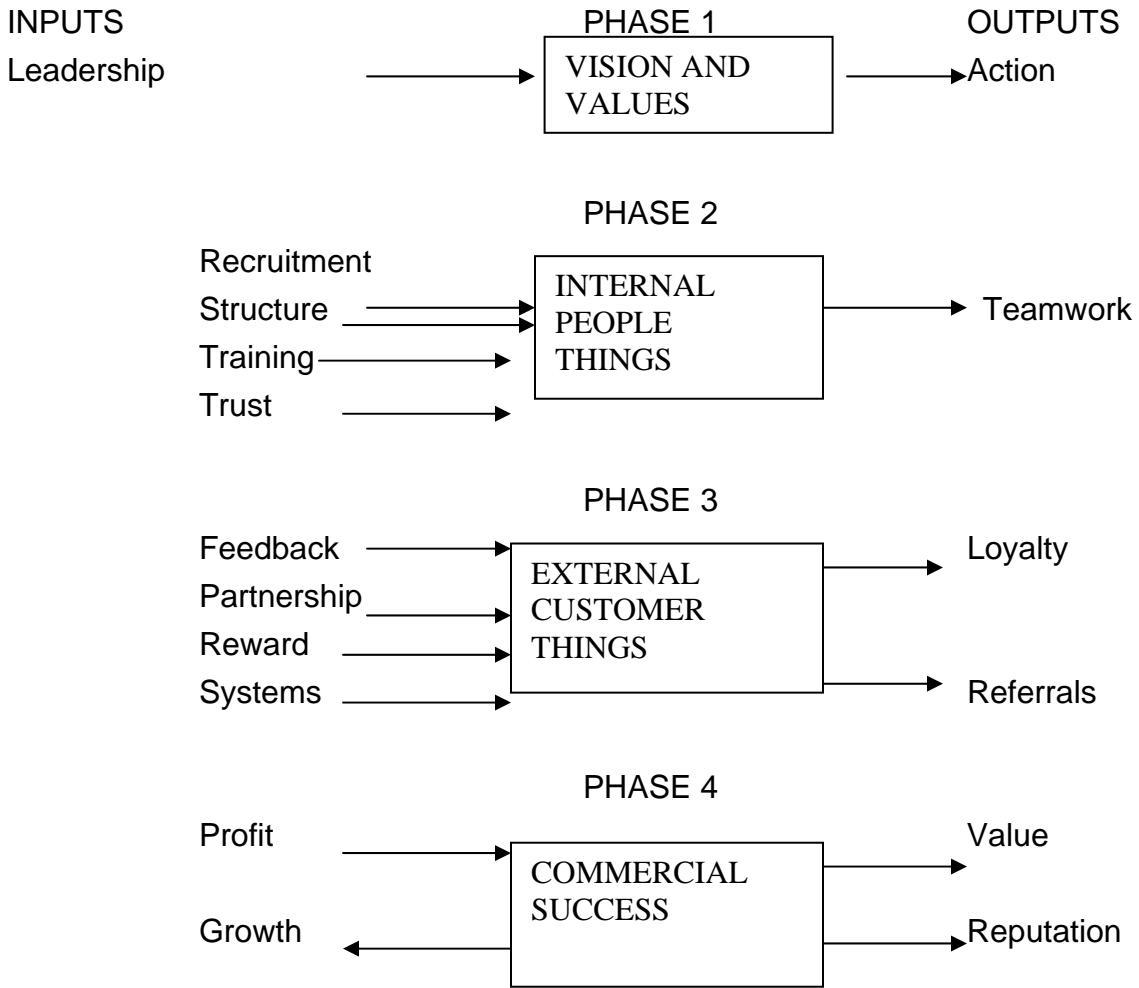 INPUTS PHASE 1 OUTPUTS
Leadership VISION AND Action
VALUES
PHASE 2
Recruitment
INTERNAL
Structure Teamwork
PEOPLE
Training
THINGS
Trust
PHASE 3
Feedback Loyalty
EXTERNAL
Partnership
CUSTOMER
Reward
THINGS
Systems Referrals
PHASE 4
Profit Value
COMMERCIAL
SUCCESS
Growth Reputation